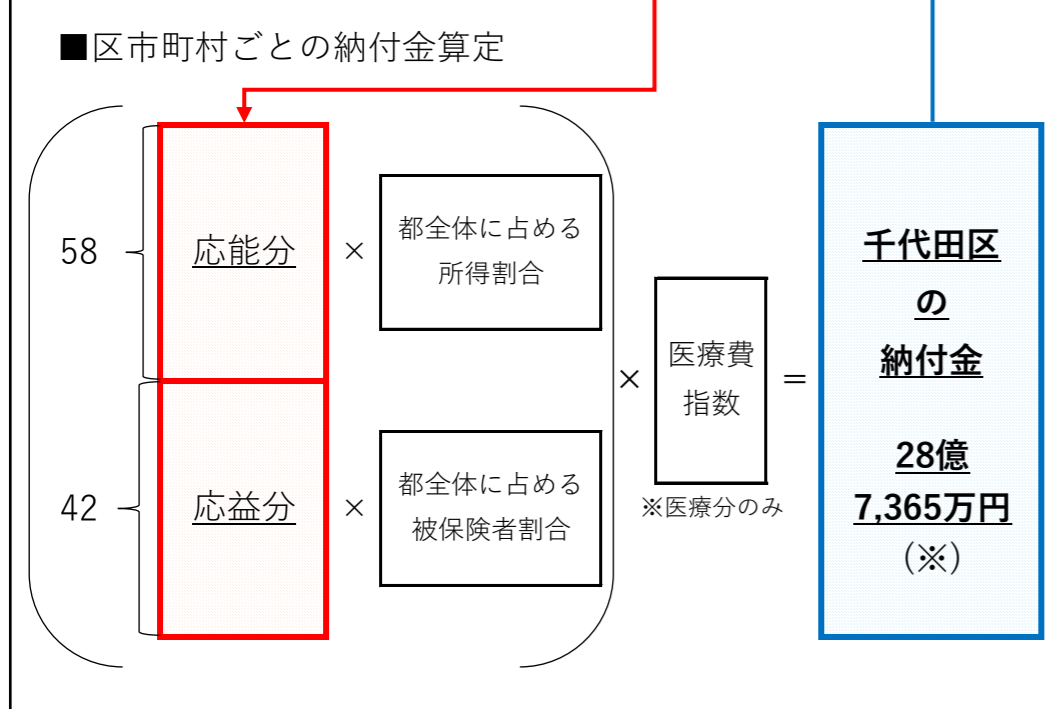 ■区市町村ごとの納付金算定
58
応能分
×
都全体に占める
所得割合
42
応益分
×
都全体に占める
被保険者割合
×
医療費
指数
※医療分のみ
＝
千代田区
の
納付金
28億
7,365万円
(※)